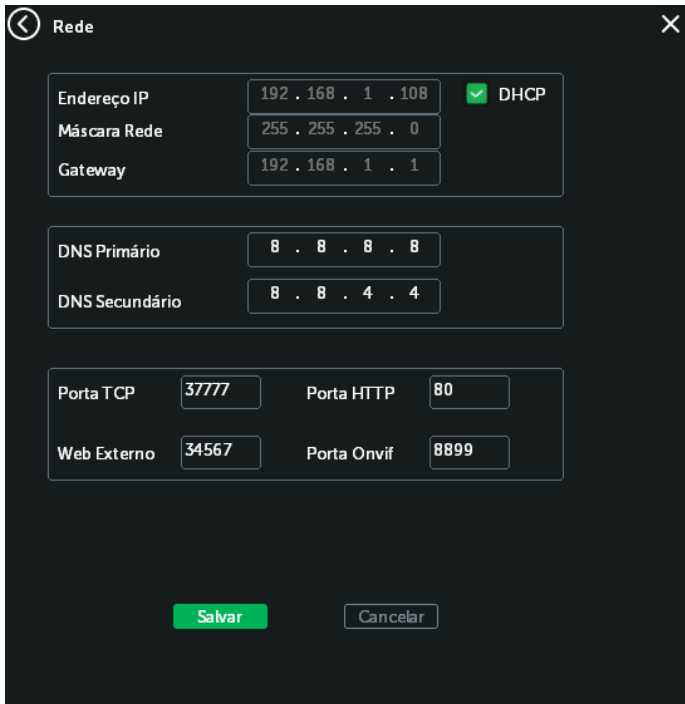 Rede
Endereço IP 192 . 168 . 1 . 108 DHCP
Máscara Rede 255 . 255 . 255 . 0
Gateway 192 . 168 . 1 . 1
DNS Primário 8 . 8 . 8 . 8
DNS Secundário 8 . 8 . 4 . 4
Porta TCP 37777 Porta HTTP 80
Web Externo 34567 Porta Onvif 8899
Salvar Cancelar